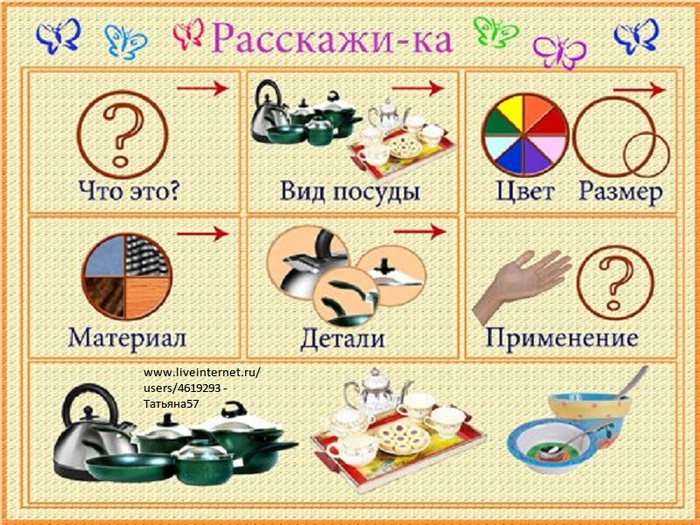 Расскажи-ка
Что это?
Вид посуды
Цвет Размер
Материал
Детали
Применение
www.liveinternet.ru/
users/4619293 -
Татьяна57